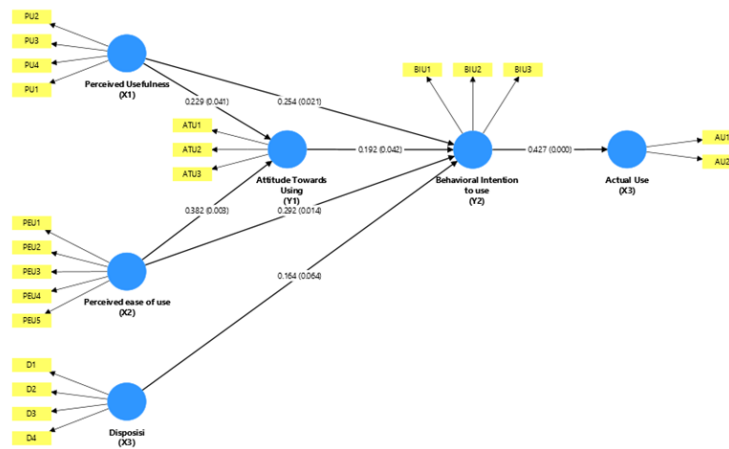 PU2
PU3
PU4
PU1
Perceived Usefulness
(X1)
0.229 (0.041)
0.254 (0.021)
BIU1
BIU2
BIU3
ATU1
ATU2
ATU3
0.192 (0.042)
0.427 (0.000)
AU1
AU2
Attitude Towards
Using
(Y1)
Behavioral Intention
to use
(Y2)
Actual Use
(X3)
0.382 (0.003)
0.292 (0.014)
PEU1
PEU2
PEU3
PEU4
PEU5
Perceived ease of use
(X2)
0.164 (0.064)
D1
D2
D3
D4
Disposisi
(X3)